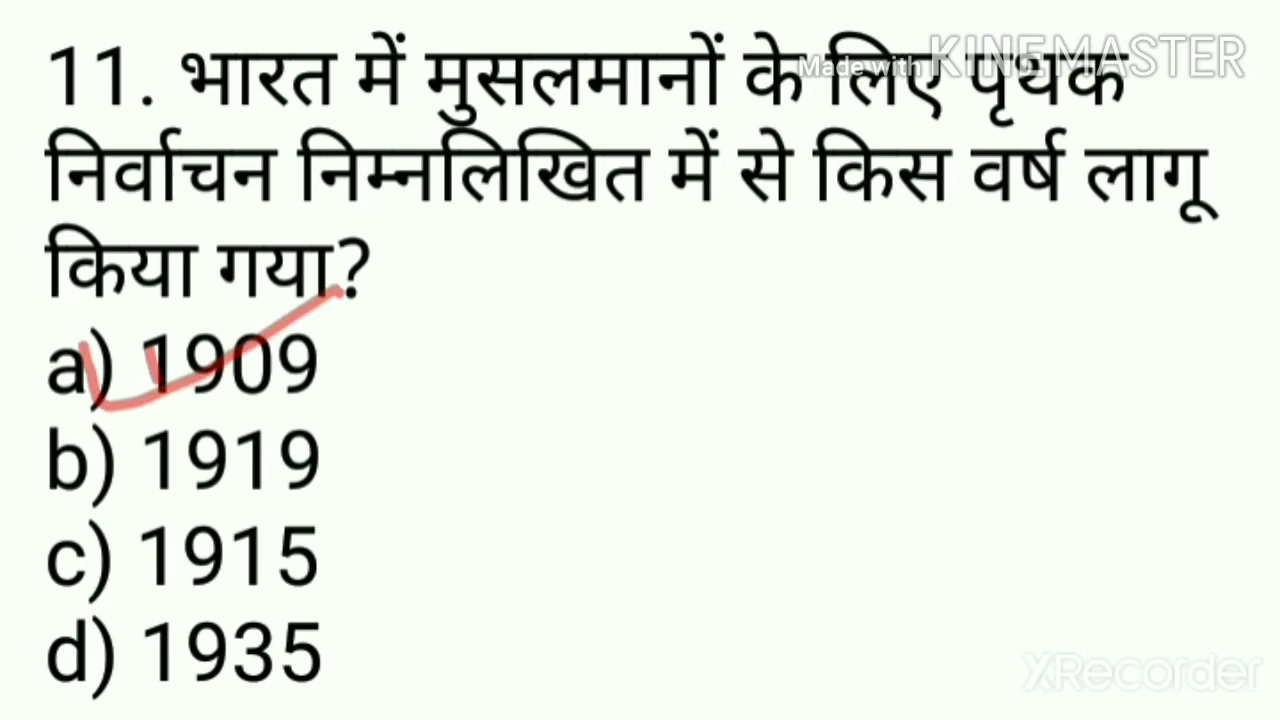 11. भारत में मुसलमानों के लिए पृथक
Made with KINEMASTER
निर्वाचन निम्नलिखित में से किस वर्ष लागू
किया गया?
a) 1909
b) 1919
c) 1915
d) 1935
XRecorder